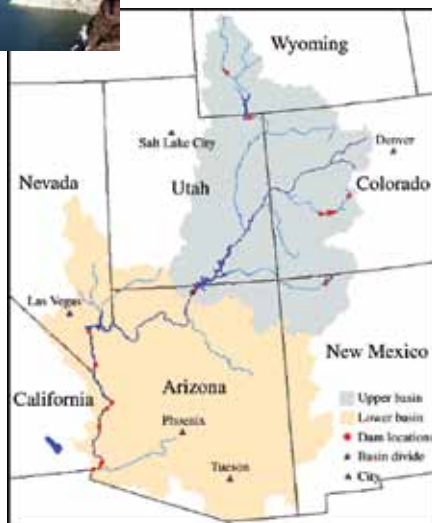 Wyoming
Salt Lake City
Denver
Nevada
Utah
Colorado
Las Vegas
New Mexico
California
Arizona
Phoenix
Tucson
Upper basin
Lower basin
Dam locations
Basin divide
City